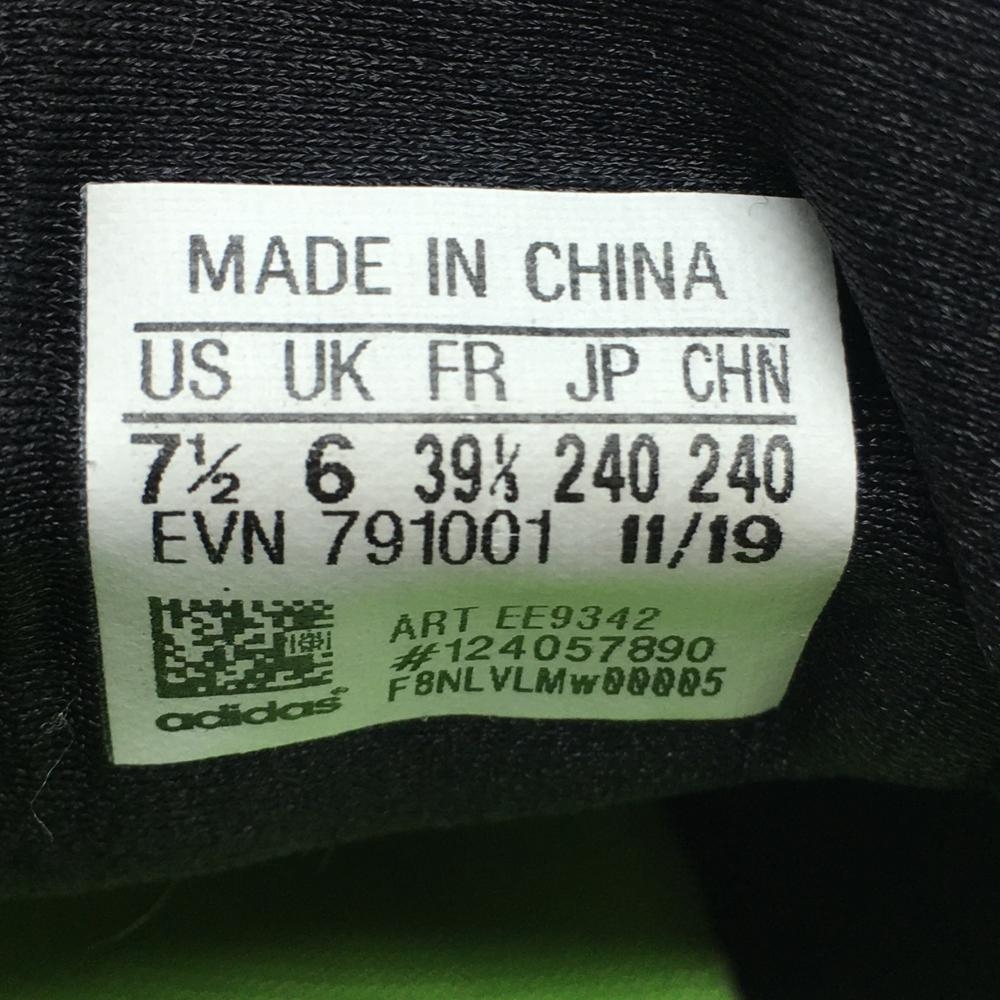 MADE IN CHINA
US UK FR JP CHN
7½ 6 39⅓ 240 240
EVN 791001 11/19
ART EE9342
#124057890
F8NLVLMw00005
adidas®